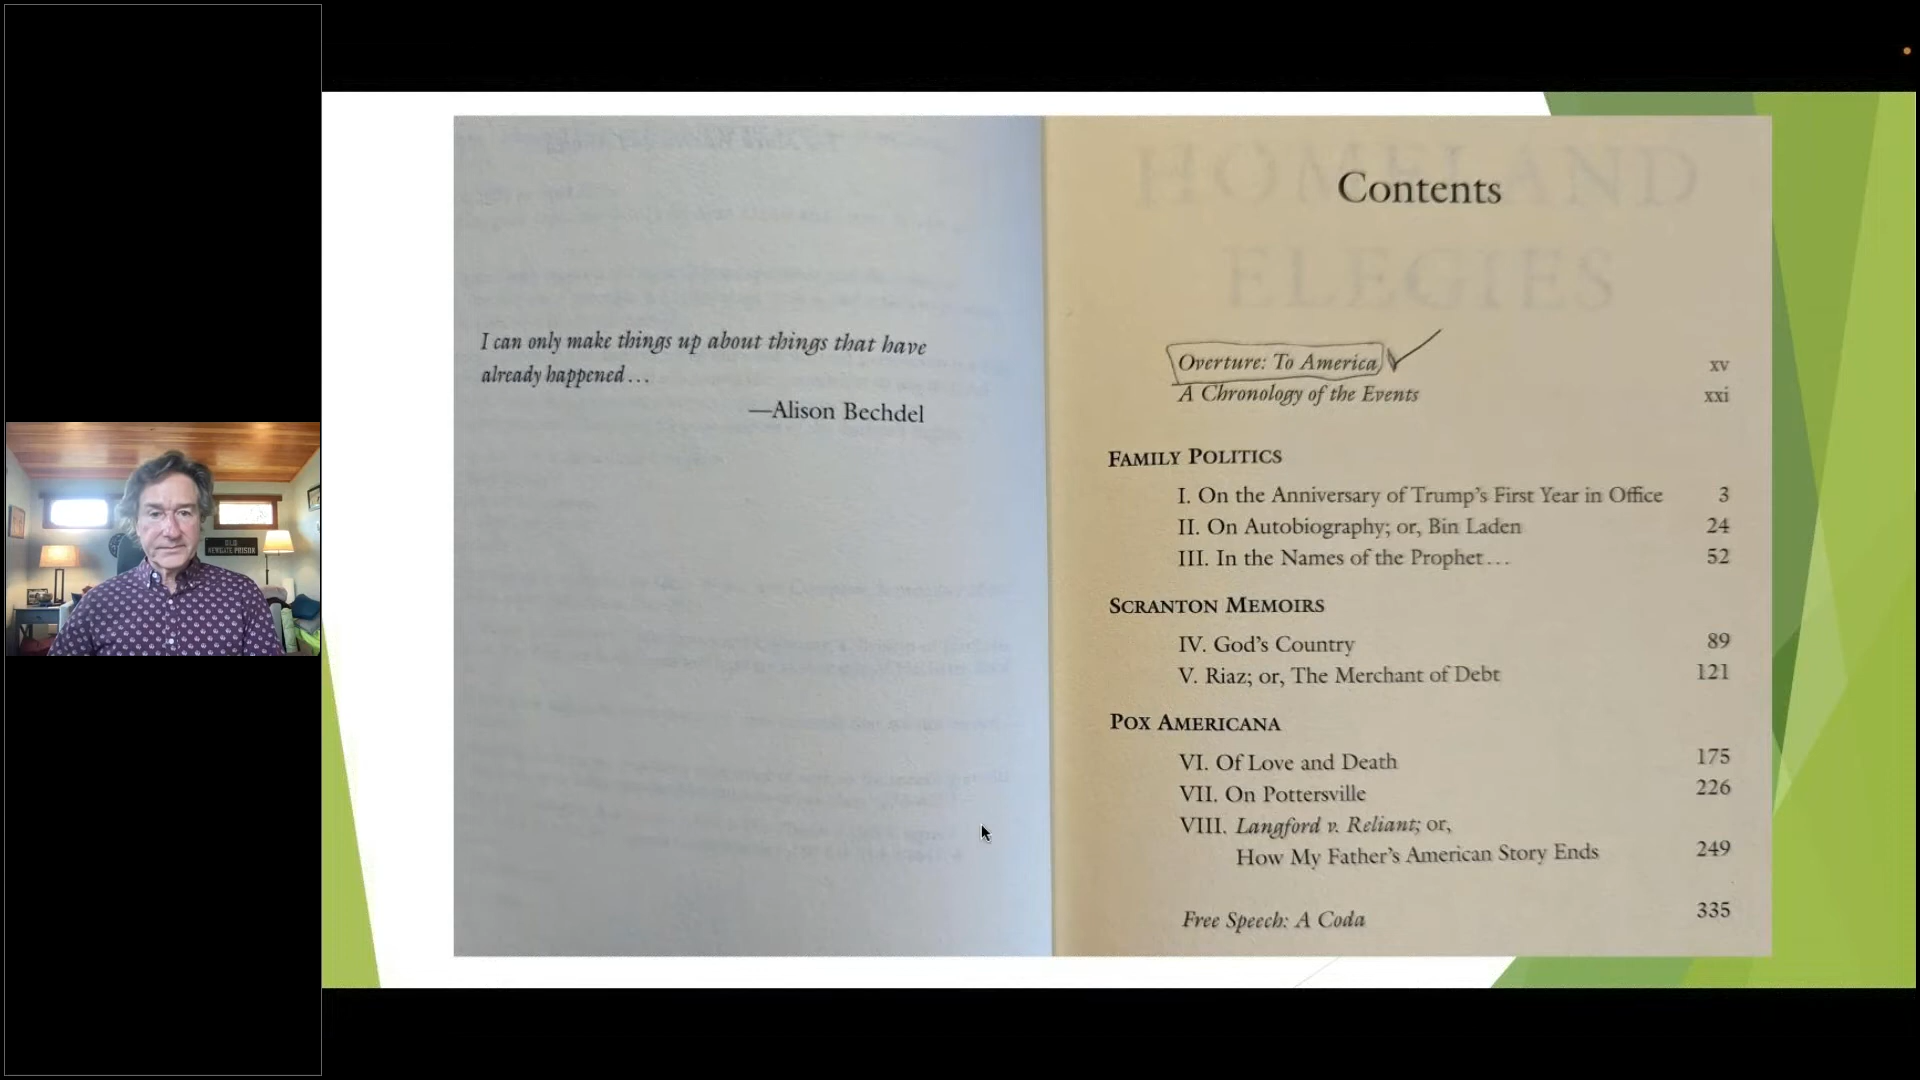 I can only make things up about things that have
already happened…
—Alison Bechdel
HOMELAND
ELEGIES
Contents
Overture: To America xv
A Chronology of the Events xxi
FAMILY POLITICS
I. On the Anniversary of Trump's First Year in Office 3
II. On Autobiography; or, Bin Laden 24
III. In the Names of the Prophet… 52
SCRANTON MEMOIRS
IV. God's Country 89
V. Riaz; or, The Merchant of Debt 121
POX AMERICANA
VI. Of Love and Death 175
VII. On Pottersville 226
VIII. Langford v. Reliant; or,
How My Father's American Story Ends 249
Free Speech: A Coda 335
OLD
NEWGATE PRISON